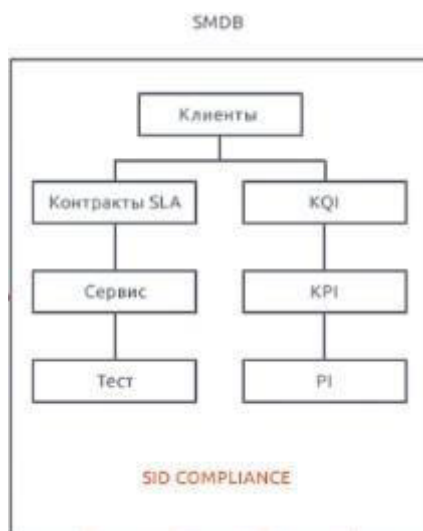 SMDB
Клиенты
Контракты SLA
KQI
Сервис
KPI
Тест
PI
SID COMPLIANCE